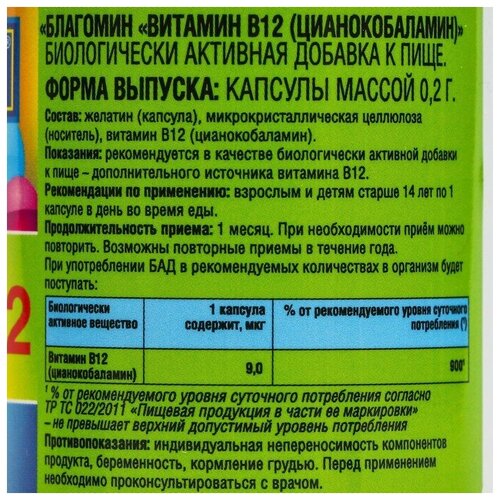 «БЛАГОМИН «ВИТАМИН В12 (ЦИАНОКОБАЛАМИН)»
БИОЛОГИЧЕСКИ АКТИВНАЯ ДОБАВКА К ПИЩЕ.
ФОРМА ВЫПУСКА: КАПСУЛЫ МАССОЙ 0,2 Г.
Состав: желатин (капсула), микрокристаллическая целлюлоза
(носитель), витамин В12 (цианокобаламин).
Показания: рекомендуется в качестве биологически активной добавки
к пище – дополнительного источника витамина В12.
Рекомендации по применению: взрослым и детям старше 14 лет по 1
капсуле в день во время еды.
Продолжительность приема: 1 месяц. При необходимости приём можно
повторить. Возможны повторные приемы в течение года.
При употреблении БАД в рекомендуемых количествах в организм будет
поступать:
Биологически активное вещество | 1 капсула содержит, мкг | % от рекомендуемого уровня суточного потребления (*)
Витамин В12 (цианокобаламин) | 9,0 | 900¹
¹ % от рекомендуемого уровня суточного потребления согласно
ТР ТС 022/2011 «Пищевая продукция в части ее маркировки»
– не превышает верхний допустимый уровень потребления
Противопоказания: индивидуальная непереносимость компонентов
продукта, беременность, кормление грудью. Перед применением
необходимо проконсультироваться с врачом.
2